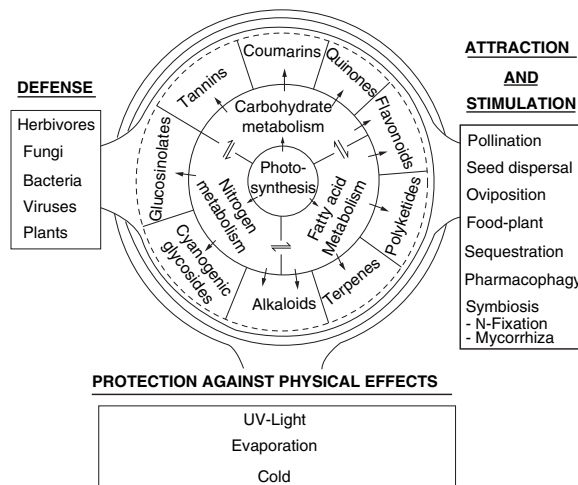 DEFENSE
Herbivores
Fungi
Bacteria
Viruses
Plants
Coumarins
Quinones
Flavonoids
Polyketides
Terpenes
Alkaloids
Cyanogenic
glycosides
Glucosinolates
Tannins
Carbohydrate
metabolism
Fatty acid
Metabolism
Nitrogen
metabolism
Photo-
synthesis
ATTRACTION
AND
STIMULATION
Pollination
Seed dispersal
Oviposition
Food-plant
Sequestration
Pharmacophagy
Symbiosis
- N-Fixation
- Mycorrhiza
PROTECTION AGAINST PHYSICAL EFFECTS
UV-Light
Evaporation
Cold